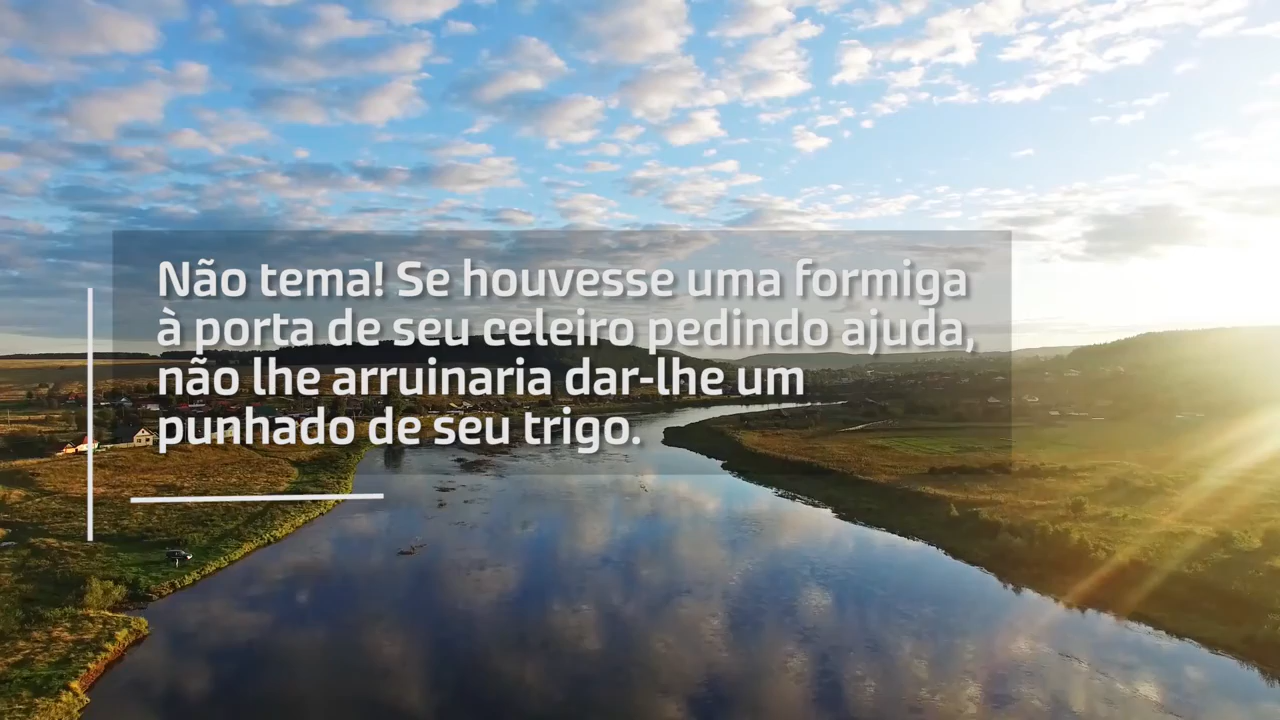 Não tema! Se houvesse uma formiga
à porta de seu celeiro pedindo ajuda,
não lhe arruinaria dar-lhe um
punhado de seu trigo.